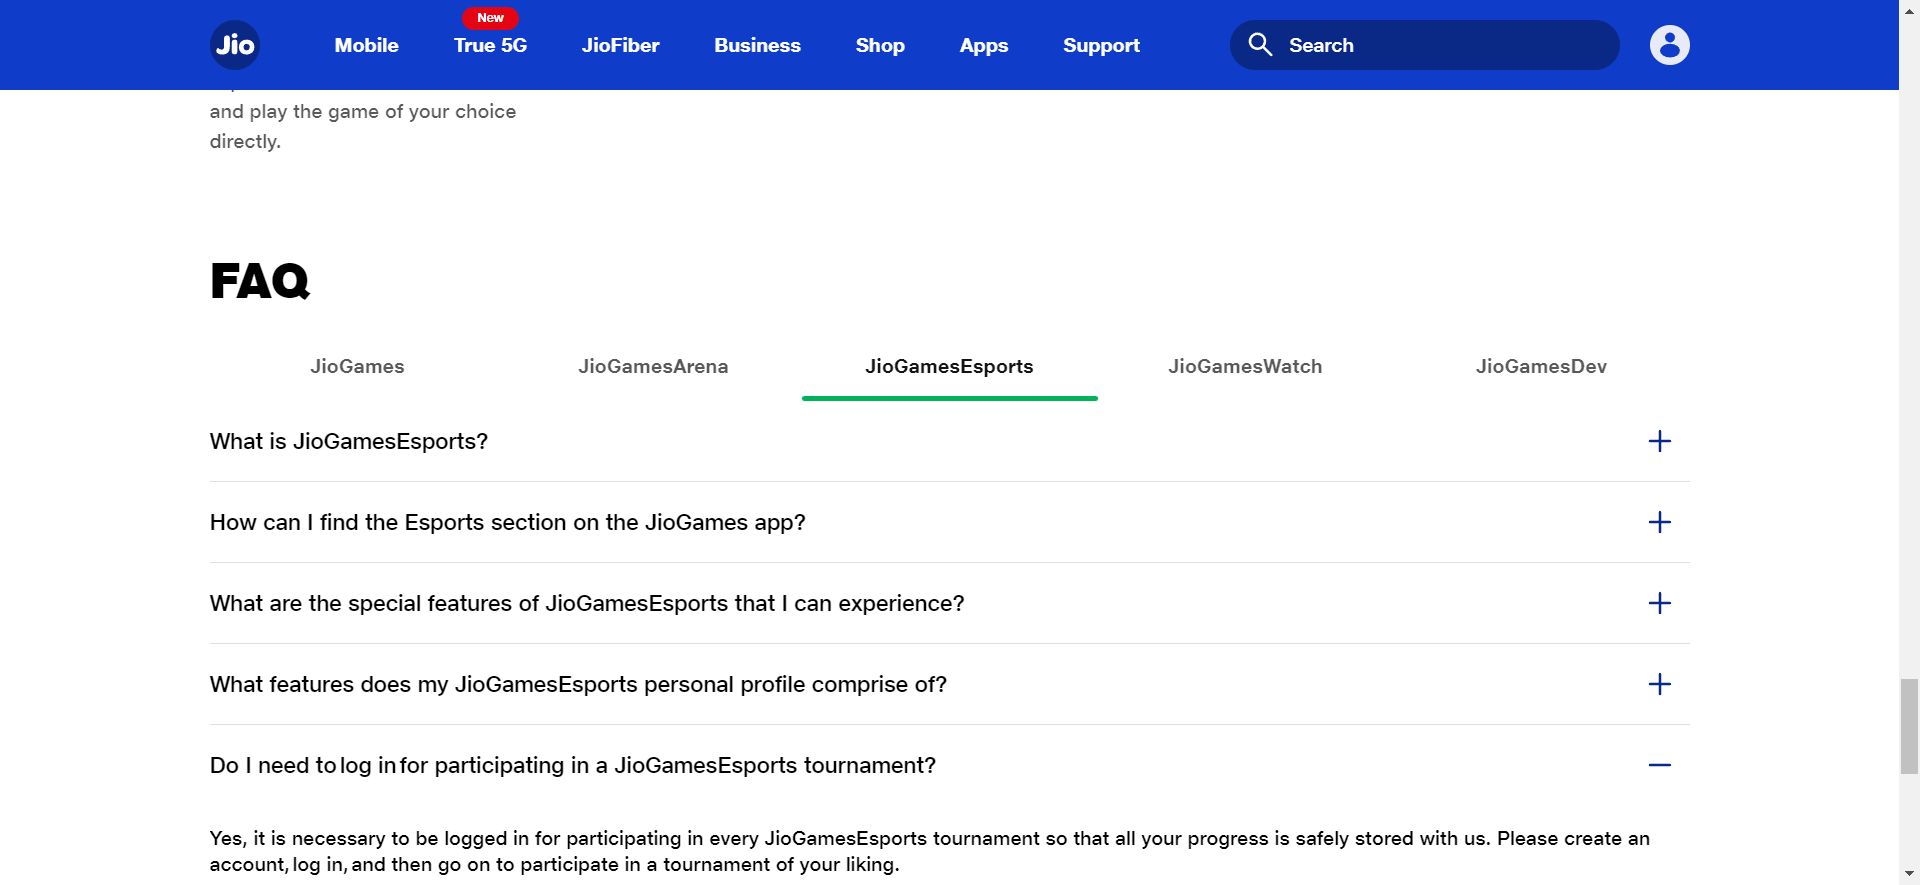 Jio
Mobile
New
True 5G
JioFiber
Business
Shop
Apps
Support
Search
and play the game of your choice
directly.
FAQ
JioGames
JioGamesArena
JioGamesEsports
JioGamesWatch
JioGamesDev
What is JioGamesEsports?
How can I find the Esports section on the JioGames app?
What are the special features of JioGamesEsports that I can experience?
What features does my JioGamesEsports personal profile comprise of?
Do I need to log in for participating in a JioGamesEsports tournament?
Yes, it is necessary to be logged in for participating in every JioGamesEsports tournament so that all your progress is safely stored with us. Please create an
account, log in, and then go on to participate in a tournament of your liking.